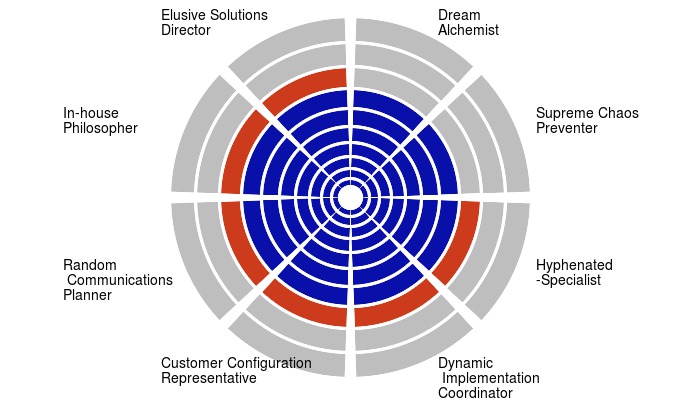 Elusive Solutions
Director
Dream
Alchemist
In-house
Philosopher
Supreme Chaos
Preventer
Random
Communications
Planner
Hyphenated
-Specialist
Customer Configuration
Representative
Dynamic
Implementation
Coordinator